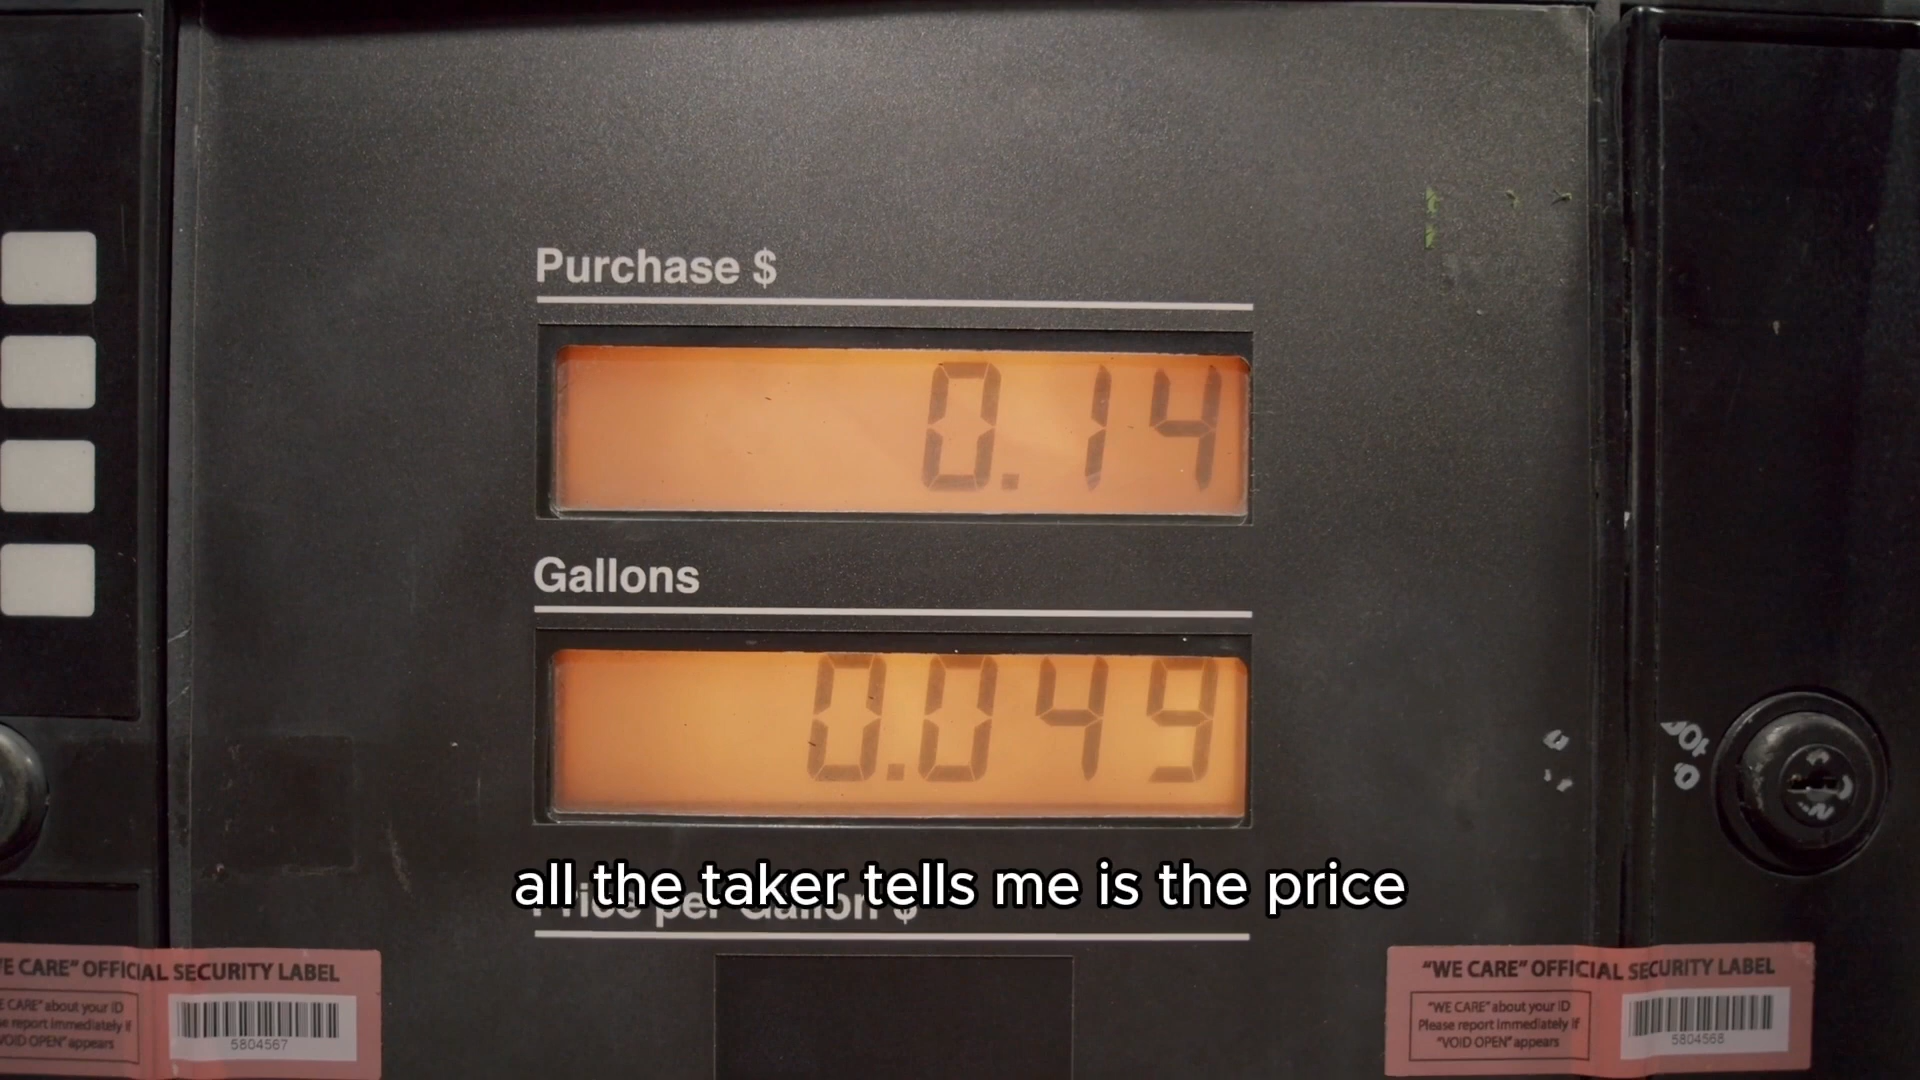 Purchase $
0.14
Gallons
0.049
all the taker tells me is the price
Price per Gallon $
E CARE" OFFICIAL SECURITY LABEL
E CARE" about your ID
se report immediately if
VOID OPEN" appears
5804567
"WE CARE" OFFICIAL SECURITY LABEL
"WE CARE" about your ID
Please report immediately if
"VOID OPEN" appears
5804568